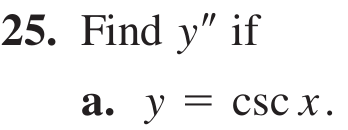 25. Find y″ if
a. y = csc x.